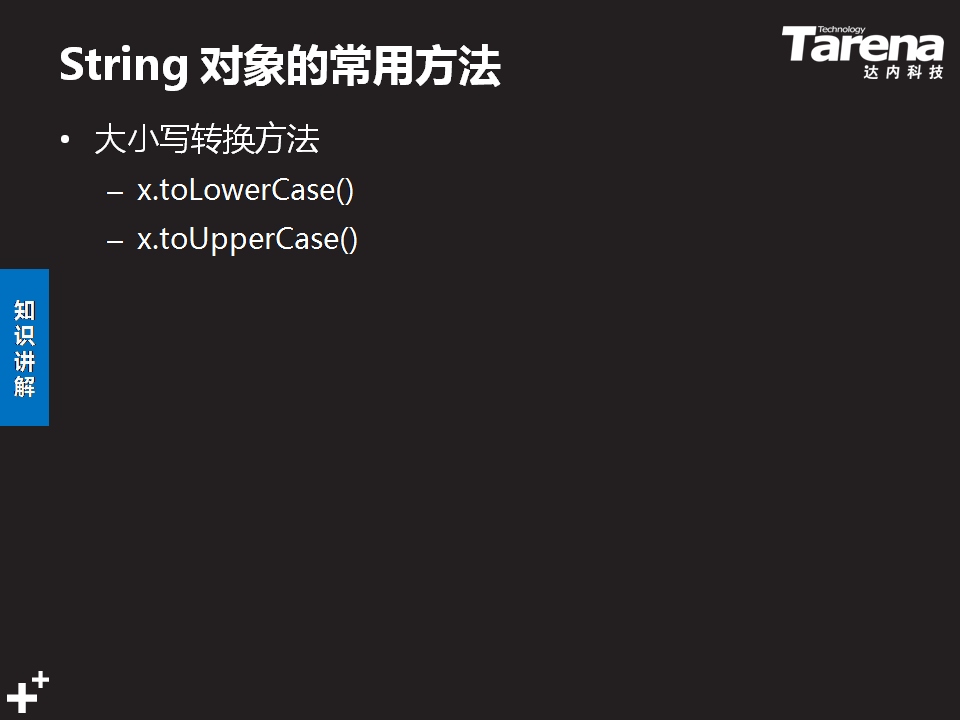 String 对象的常用方法
Technology
Tarena
达内科技
• 大小写转换方法
– x.toLowerCase()
– x.toUpperCase()
知
识
讲
解